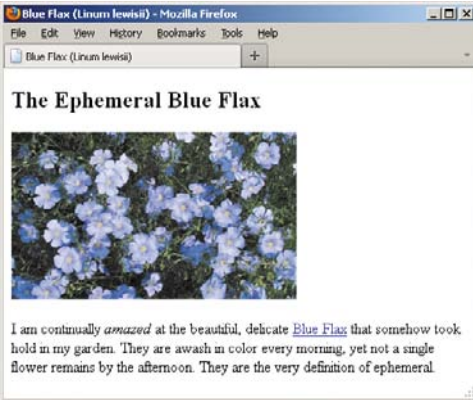 Blue Flax (Linum lewisii) - Mozilla Firefox
File Edit View History Bookmarks Tools Help
Blue Flax (Linum lewisii)
The Ephemeral Blue Flax
I am continually amazed at the beautiful, delicate Blue Flax that somehow took
hold in my garden. They are awash in color every morning, yet not a single
flower remains by the afternoon. They are the very definition of ephemeral.